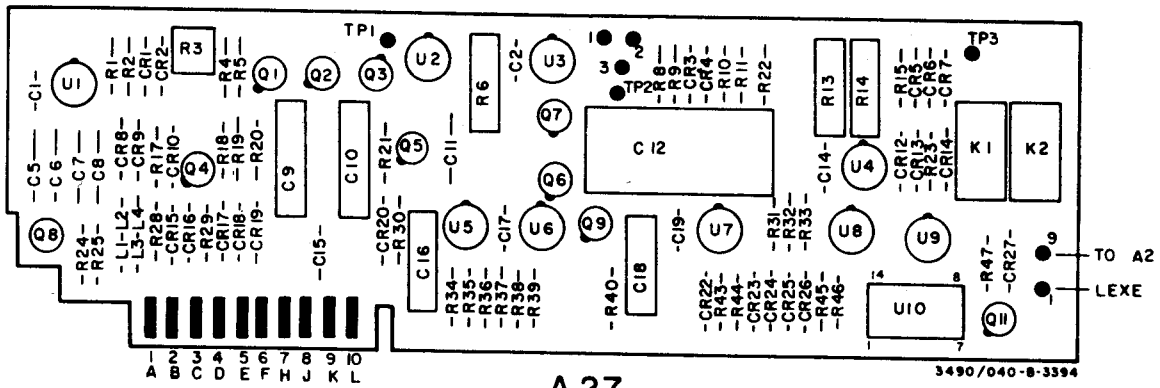 TP1
TP3
R3
U2
U3
1
2
3
TP2
U1
Q1
Q2
Q3
R6
R13
R14
-C1-
-R1-
-R2-
-CR1-
-CR2-
-R4-
-R5-
-C2-
-R8-
-R9-
-CR3-
-CR4-
-R10-
-R11-
-R22-
-R15-
-CR5-
-CR6-
-CR7-
Q7
C12
K1
K2
-C5-
-C6-
-C7-
-C8-
-CR8-
-CR9-
-R17-
-CR10-
Q4
-R18-
-R19-
-R20-
C9
C10
-R21-
Q5
-C11-
Q6
-C14-
U4
-CR12-
-CR13-
-R23-
-CR14-
Q8
-R24-
-R25-
-L1-L2-
-L3-L4-
-R28-
-CR15-
-CR16-
-R29-
-CR17-
-CR18-
-CR19-
-C15-
-CR20-
-R30-
C16
U5
-C17-
U6
Q9
C18
-C19-
U7
-R31-
-R32-
-R33-
U8
U9
-R47-
-CR27-
9
TO A2
1
LEXE
-R34-
-R35-
-R36-
-R37-
-R38-
-R39-
-R40-
-CR22-
-R43-
-R44-
-CR23-
-CR24-
-CR25-
-CR26-
-R45-
-R46-
14
8
U10
1
7
Q11
1 2 3 4 5 6 7 8 9 10
A B C D E F H J K L
3490/040-B-3394
A27